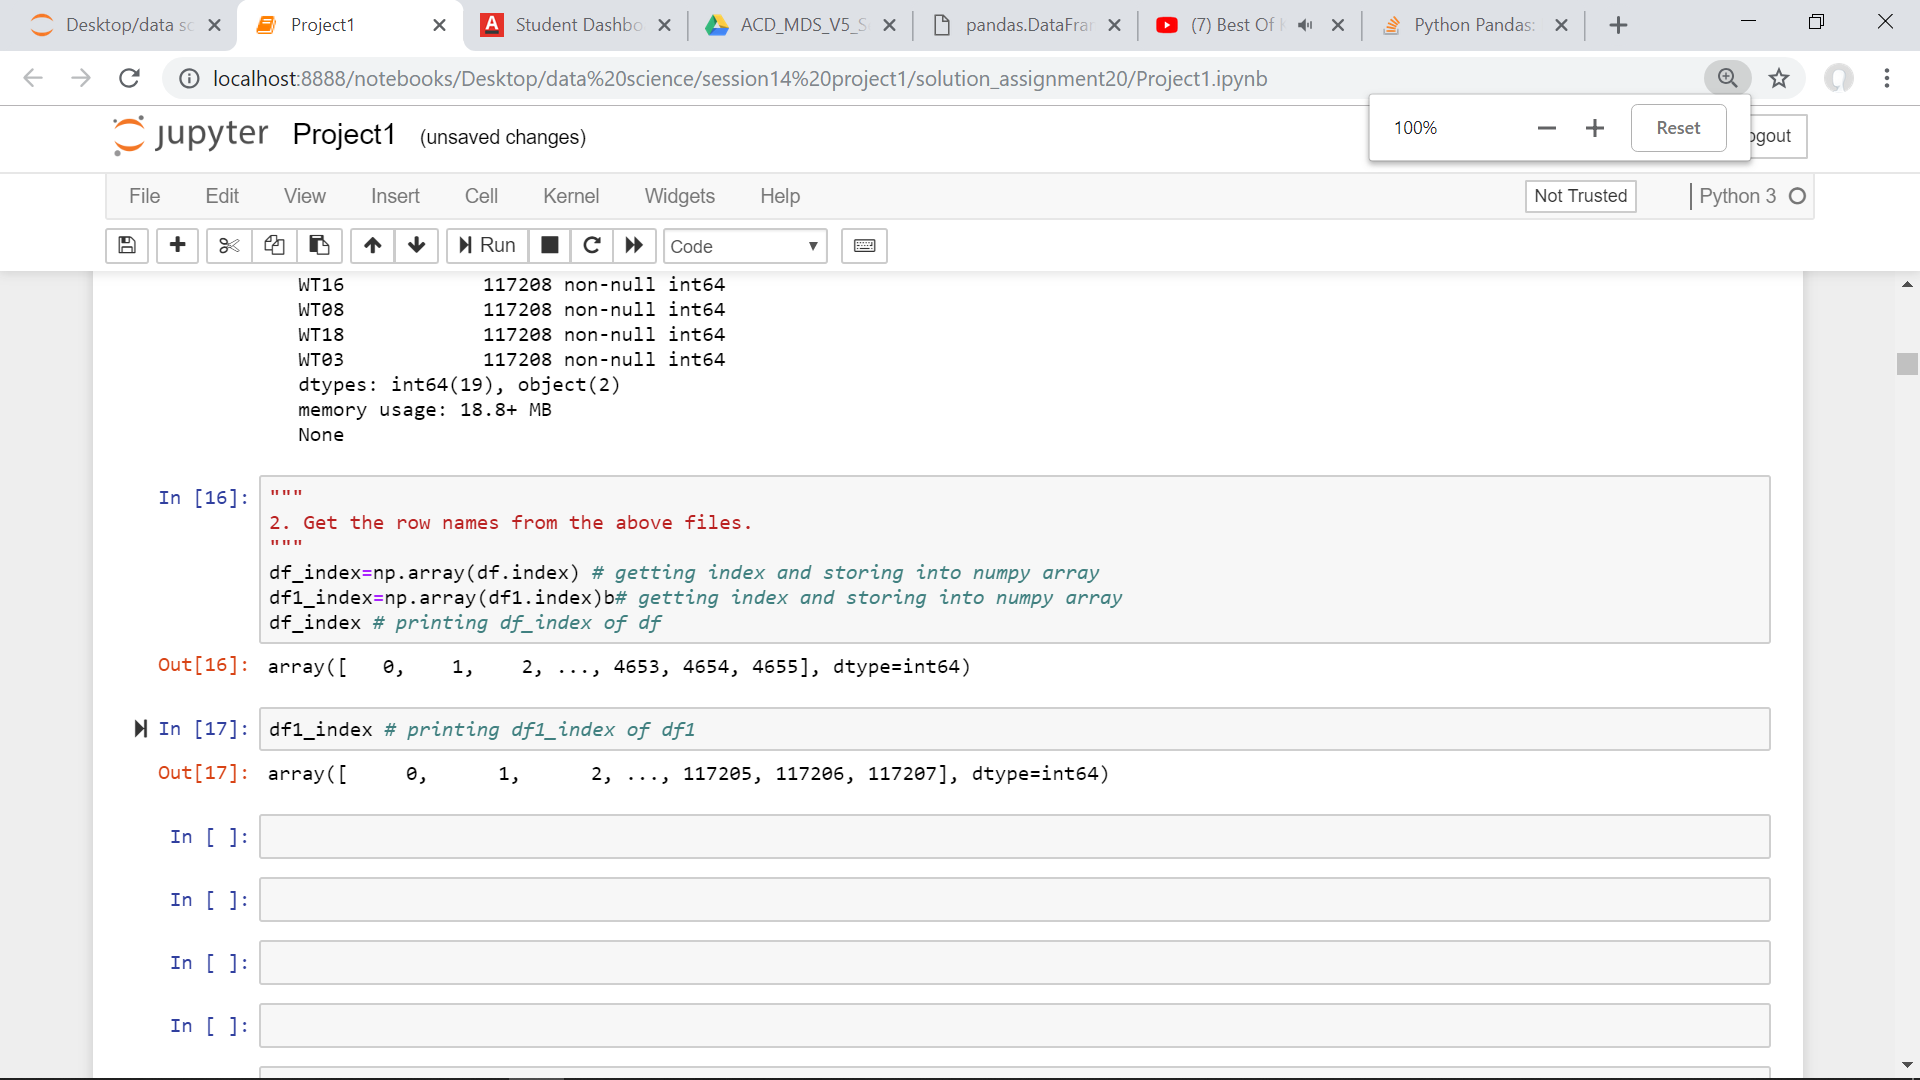 Desktop/data sc
Project1
Student Dashbo
ACD_MDS_V5_S
pandas.DataFra
(7) Best Of
Python Pandas:
localhost:8888/notebooks/Desktop/data%20science/session14%20project1/solution_assignment20/Project1.ipynb
jupyter Project1 (unsaved changes)
100% − + Reset
ogout
File Edit View Insert Cell Kernel Widgets Help
Not Trusted
Python 3
Run
Code
WT16 117208 non-null int64
WT08 117208 non-null int64
WT18 117208 non-null int64
WT03 117208 non-null int64
dtypes: int64(19), object(2)
memory usage: 18.8+ MB
None
In [16]:
"""
2. Get the row names from the above files.
"""
df_index=np.array(df.index) # getting index and storing into numpy array
df1_index=np.array(df1.index)b# getting index and storing into numpy array
df_index # printing df_index of df
Out[16]: array([ 0, 1, 2, ..., 4653, 4654, 4655], dtype=int64)
In [17]: df1_index # printing df1_index of df1
Out[17]: array([ 0, 1, 2, ..., 117205, 117206, 117207], dtype=int64)
In [ ]:
In [ ]:
In [ ]:
In [ ]: